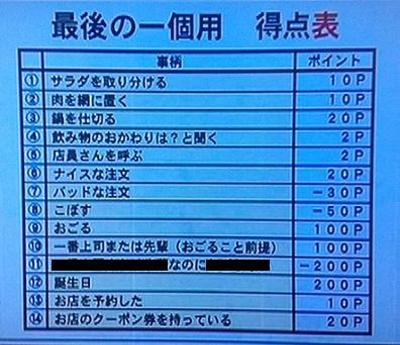 最後の一個用 得点表
事柄 ポイント
① サラダを取り分ける 10P
② 肉を網に置く 10P
③ 鍋を仕切る 20P
④ 飲み物のおかわりは?と聞く 2P
⑤ 店員さんを呼ぶ 2P
⑥ ナイスな注文 20P
⑦ バッドな注文 -30P
⑧ こぼす -50P
⑨ おごる 100P
⑩ 一番上司または先輩(おごること前提) 100P
⑪ なのに -200P
⑫ 誕生日 200P
⑬ お店を予約した 10P
⑭ お店のクーポン券を持っている 20P